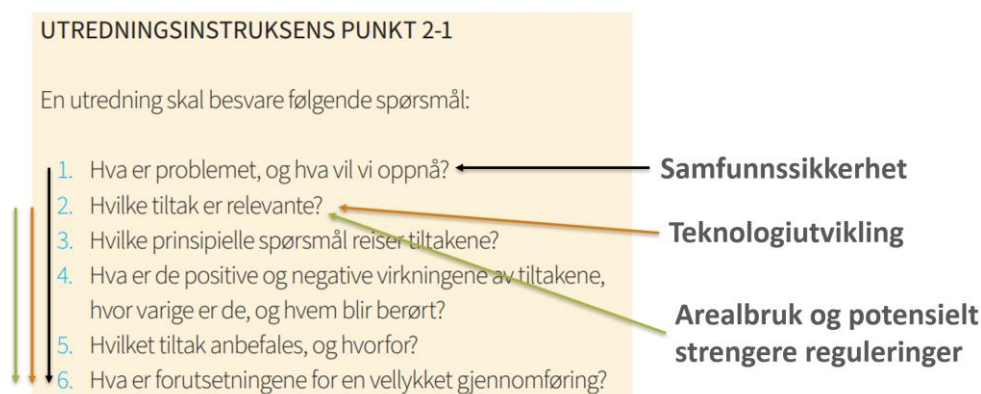 UTREDNINGSINSTRUKSENS PUNKT 2-1
En utredning skal besvare følgende spørsmål:
1. Hva er problemet, og hva vil vi oppnå?
2. Hvilke tiltak er relevante?
3. Hvilke prinsipielle spørsmål reiser tiltakene?
4. Hva er de positive og negative virkningene av tiltakene,
hvor varige er de, og hvem blir berørt?
5. Hvilket tiltak anbefales, og hvorfor?
6. Hva er forutsetningene for en vellykket gjennomføring?
Samfunnssikkerhet
Teknologiutvikling
Arealbruk og potensielt
strengere reguleringer